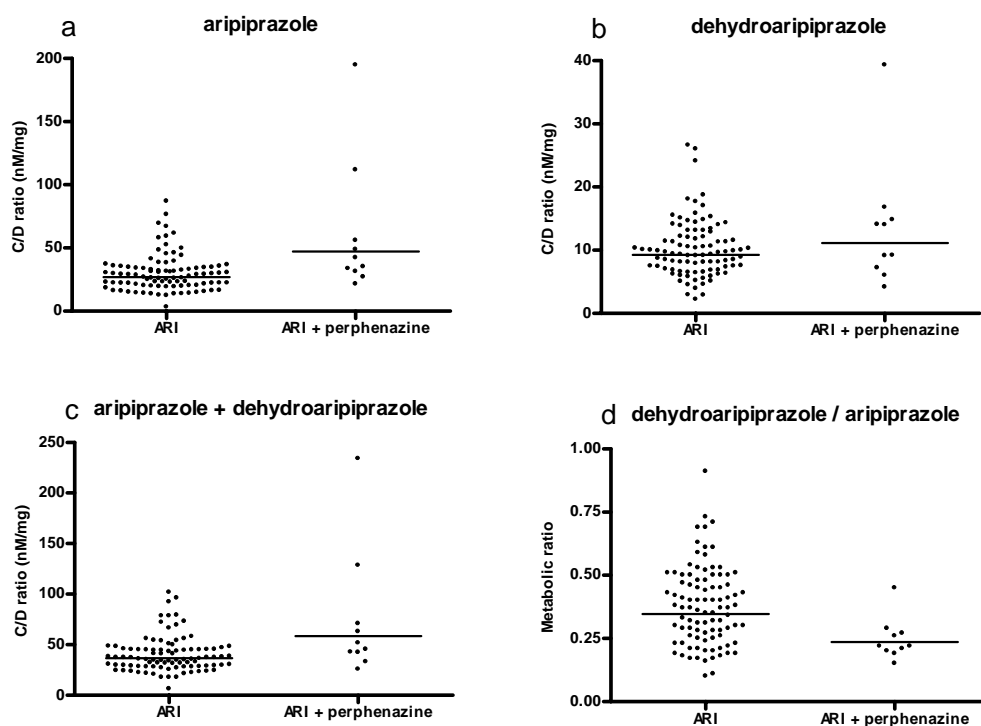 a aripiprazole
200
150
100
50
0
C/D ratio (nM/mg)
ARI ARI + perphenazine
b dehydroaripiprazole
40
30
20
10
0
C/D ratio (nM/mg)
ARI ARI + perphenazine
c aripiprazole + dehydroaripiprazole
250
200
150
100
50
0
C/D ratio (nM/mg)
ARI ARI + perphenazine
d dehydroaripiprazole / aripiprazole
1.00
0.75
0.50
0.25
0.00
Metabolic ratio
ARI ARI + perphenazine